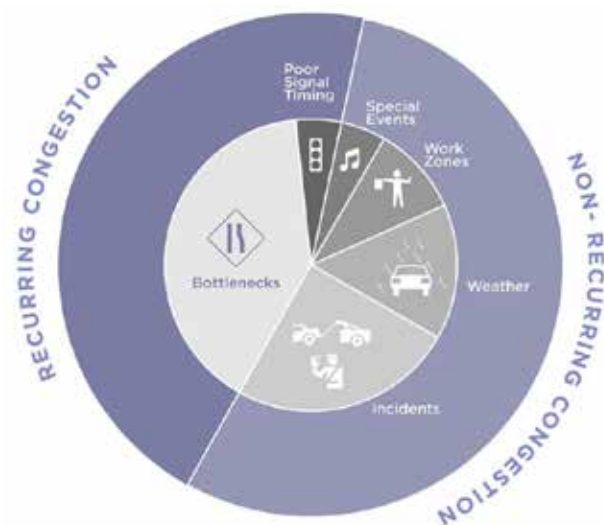 RECURRING CONGESTION
NON- RECURRING CONGESTION
Poor
Signal
Timing
Special
Events
Work
Zones
Bottlenecks
Weather
Incidents